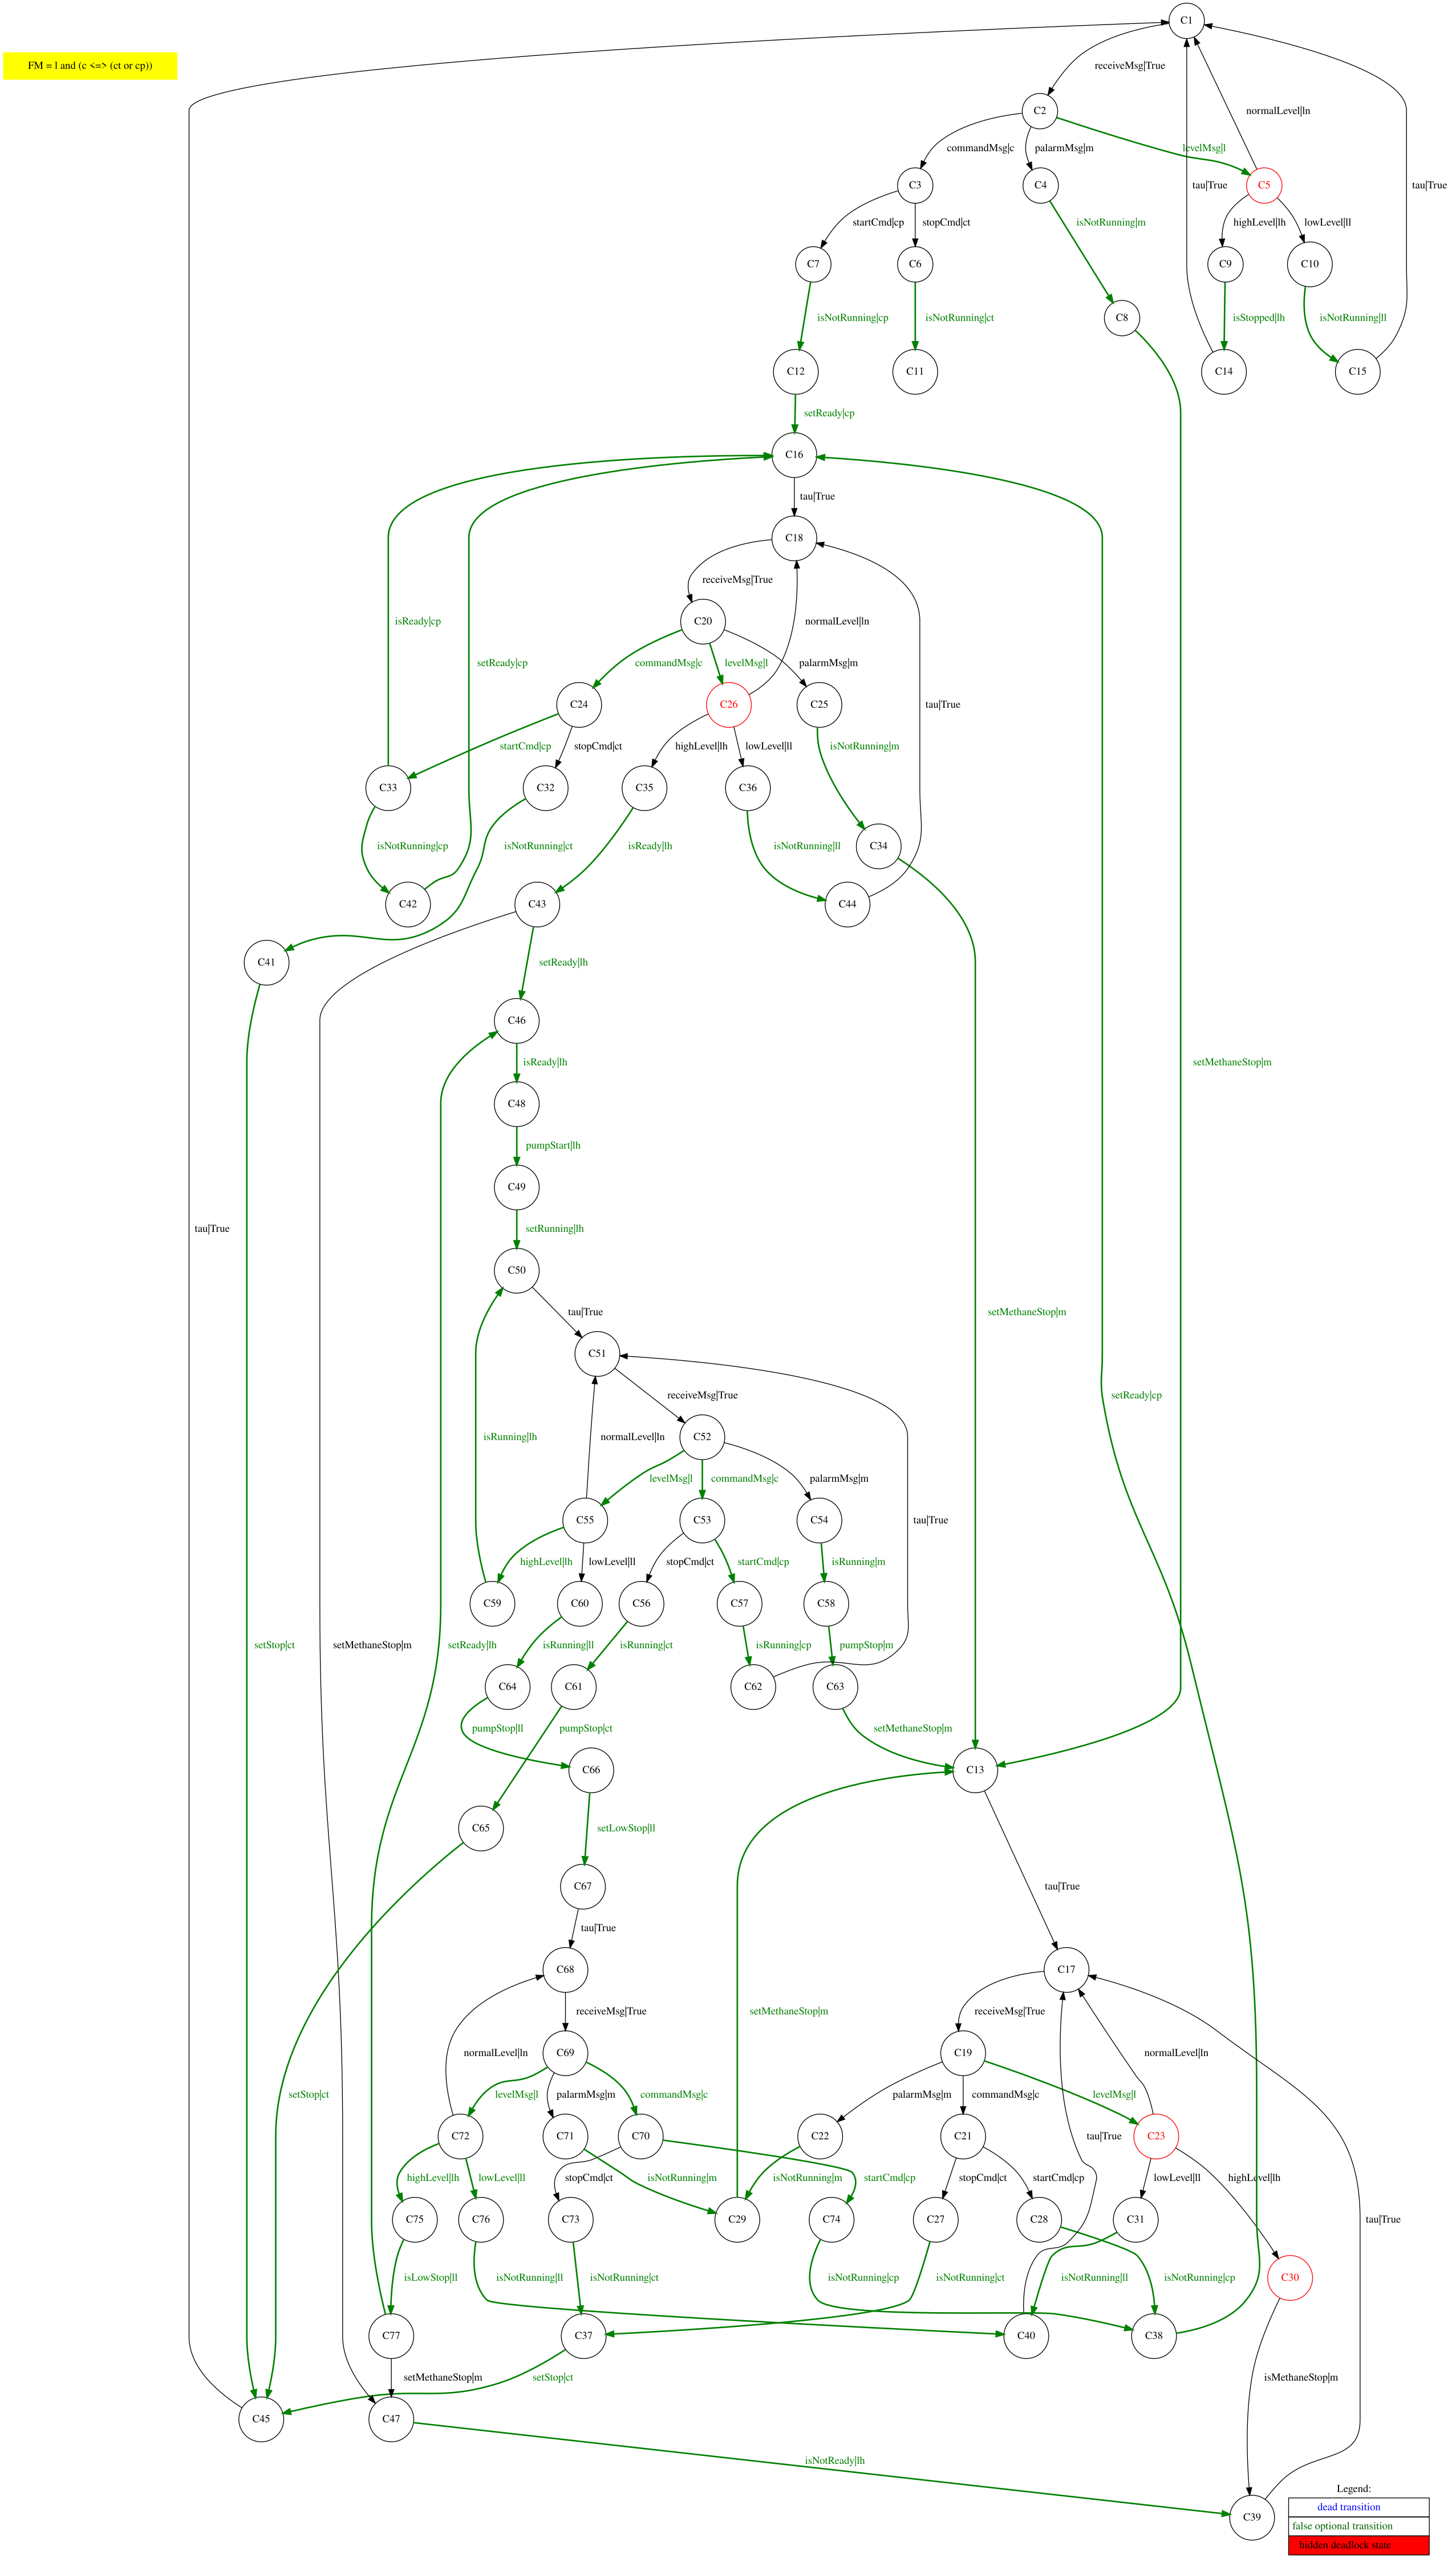 C1
FM = l and (c <=> (ct or cp))
receiveMsg|True
C2
normalLevel|ln
commandMsg|c
palarmMsg|m
levelMsg|l
C3
C4
tau|True
C5
tau|True
startCmd|cp
stopCmd|ct
isNotRunning|m
highLevel|lh
lowLevel|ll
C7
C6
C9
C10
isNotRunning|cp
isNotRunning|ct
C8
isStopped|lh
isNotRunning|ll
C12
C11
C14
C15
setReady|cp
C16
tau|True
C18
receiveMsg|True
isReady|cp
C20
normalLevel|ln
setReady|cp
commandMsg|c
levelMsg|l
palarmMsg|m
C24
C26
C25
tau|True
startCmd|cp
stopCmd|ct
highLevel|lh
lowLevel|ll
isNotRunning|m
C33
C32
C35
C36
isNotRunning|cp
isNotRunning|ct
isReady|lh
isNotRunning|ll
C34
C42
C43
C44
C41
setReady|lh
C46
isReady|lh
setMethaneStop|m
C48
pumpStart|lh
C49
tau|True
setRunning|lh
C50
tau|True
setMethaneStop|m
C51
receiveMsg|True
setReady|cp
isRunning|lh
normalLevel|ln
C52
levelMsg|l
commandMsg|c
palarmMsg|m
C55
C53
C54
tau|True
highLevel|lh
lowLevel|ll
stopCmd|ct
startCmd|cp
isRunning|m
C59
C60
C56
C57
C58
setStop|ct
setMethaneStop|m
setReady|lh
isRunning|ll
isRunning|ct
isRunning|cp
pumpStop|m
C64
C61
C62
C63
pumpStop|ll
pumpStop|ct
setMethaneStop|m
C66
C13
C65
setLowStop|ll
C67
tau|True
tau|True
C68
C17
receiveMsg|True
setMethaneStop|m
receiveMsg|True
normalLevel|ln
C69
C19
normalLevel|ln
setStop|ct
levelMsg|l
palarmMsg|m
commandMsg|c
palarmMsg|m
commandMsg|c
levelMsg|l
C72
C71
C70
C22
C21
tau|True
C23
highLevel|lh
lowLevel|ll
stopCmd|ct
startCmd|cp
isNotRunning|m
isNotRunning|m
stopCmd|ct
startCmd|cp
lowLevel|ll
highLevel|lh
C75
C76
C73
C29
C74
C27
C28
C31
tau|True
isLowStop|ll
isNotRunning|ll
isNotRunning|ct
isNotRunning|cp
isNotRunning|ct
isNotRunning|ll
isNotRunning|cp
C30
C77
C37
C40
C38
setMethaneStop|m
setStop|ct
isMethaneStop|m
C45
C47
isNotReady|lh
C39
Legend:
dead transition
false optional transition
hidden deadlock state